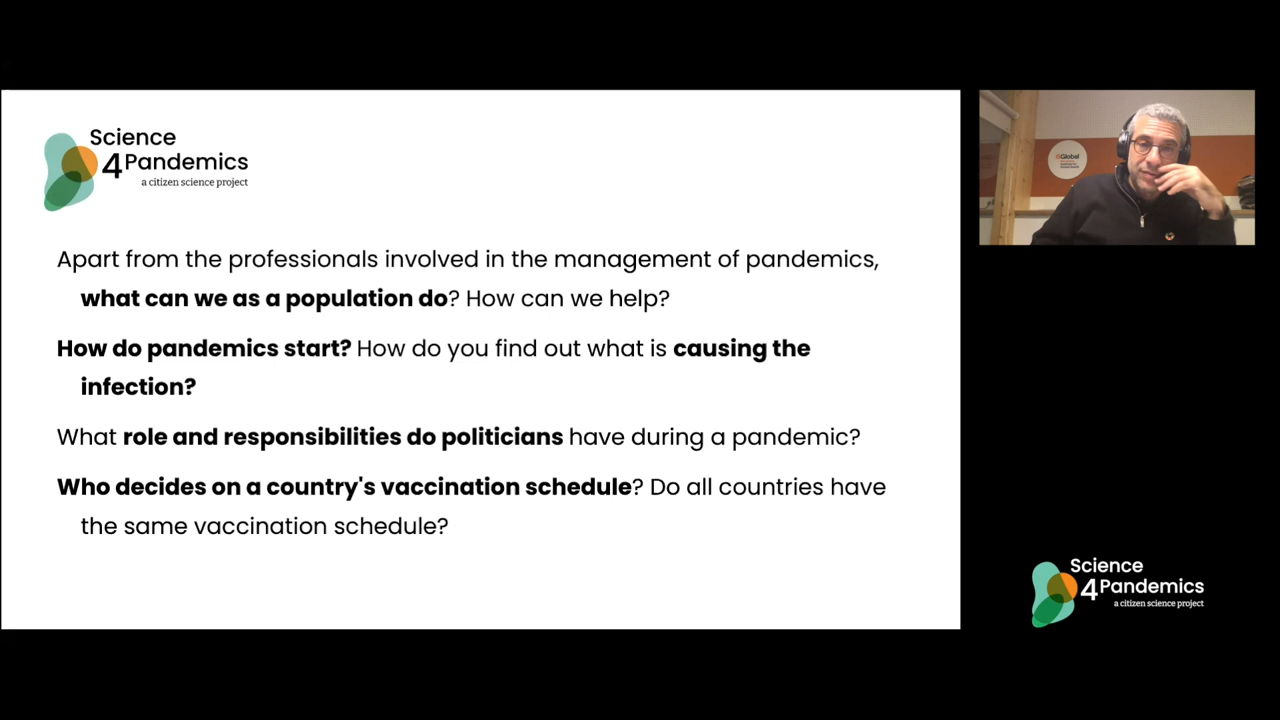 Science
4Pandemics
a citizen science project
Apart from the professionals involved in the management of pandemics,
what can we as a population do? How can we help?
How do pandemics start? How do you find out what is causing the
infection?
What role and responsibilities do politicians have during a pandemic?
Who decides on a country's vaccination schedule? Do all countries have
the same vaccination schedule?
ISGlobal
Science
4Pandemics
a citizen science project